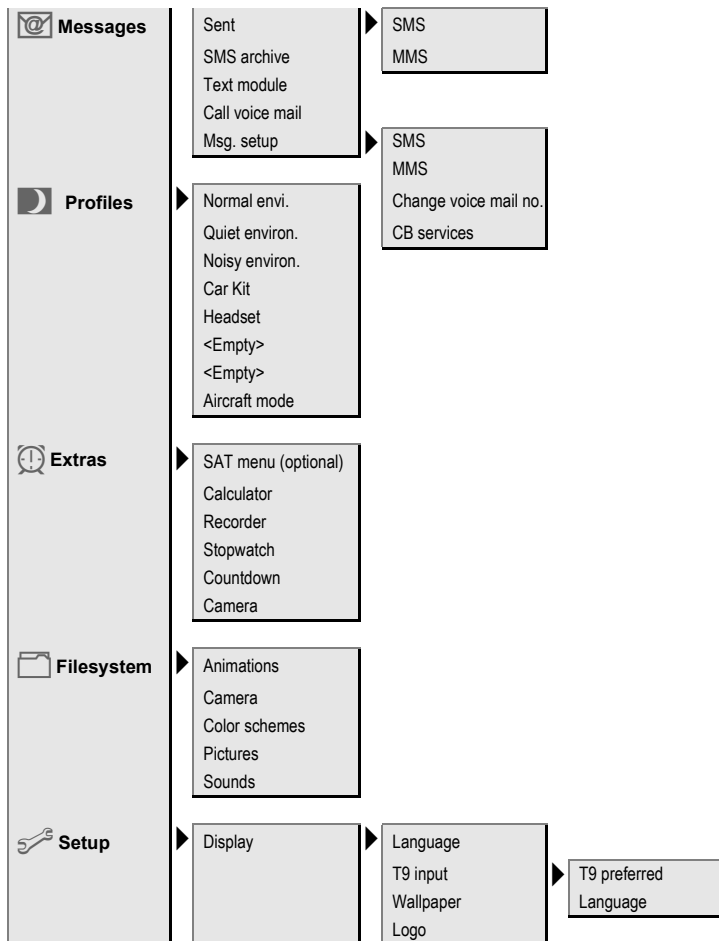 Messages
Sent
SMS archive
Text module
Call voice mail
Msg. setup
SMS
MMS
SMS
MMS
Change voice mail no.
CB services
Profiles
Normal envi.
Quiet environ.
Noisy environ.
Car Kit
Headset
<Empty>
<Empty>
Aircraft mode
Extras
SAT menu (optional)
Calculator
Recorder
Stopwatch
Countdown
Camera
Filesystem
Animations
Camera
Color schemes
Pictures
Sounds
Setup
Display
Language
T9 input
Wallpaper
Logo
T9 preferred
Language